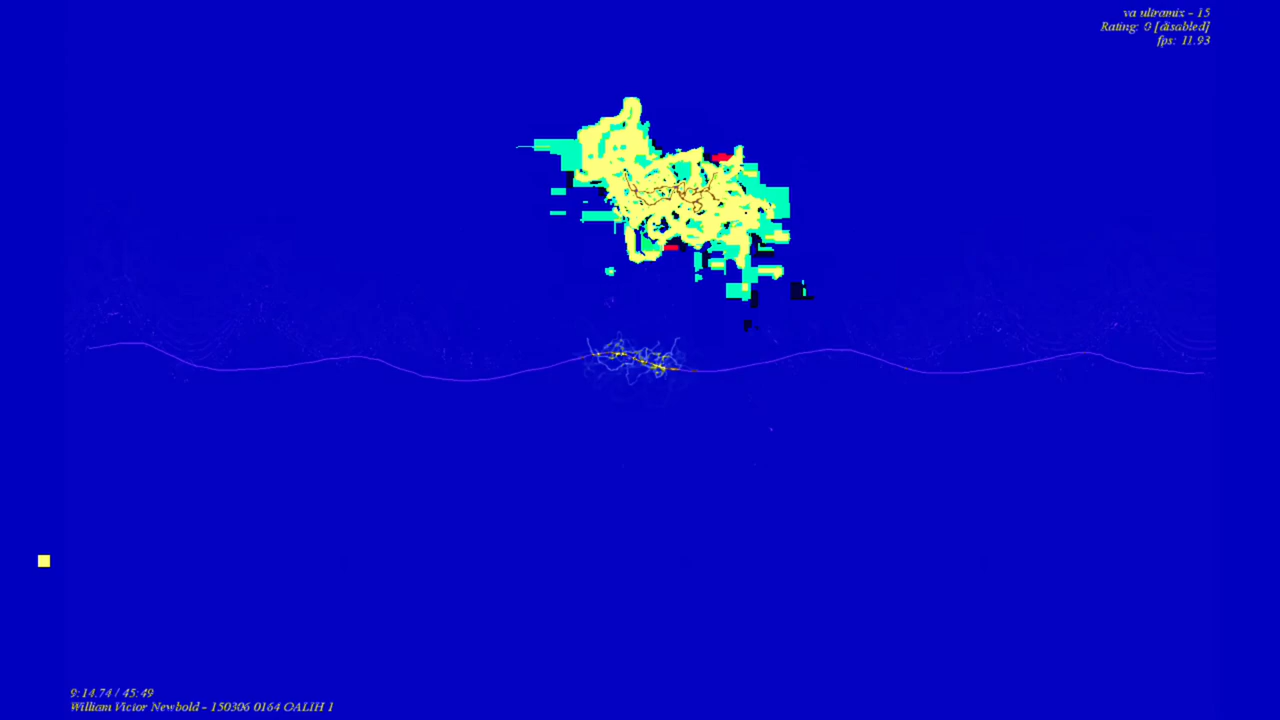 va ultramix - 15
Rating: 0 [disabled]
fps: 11.93
9:14.74 / 45:49
William Victor Newbold - 150306 0164 OALIH 1